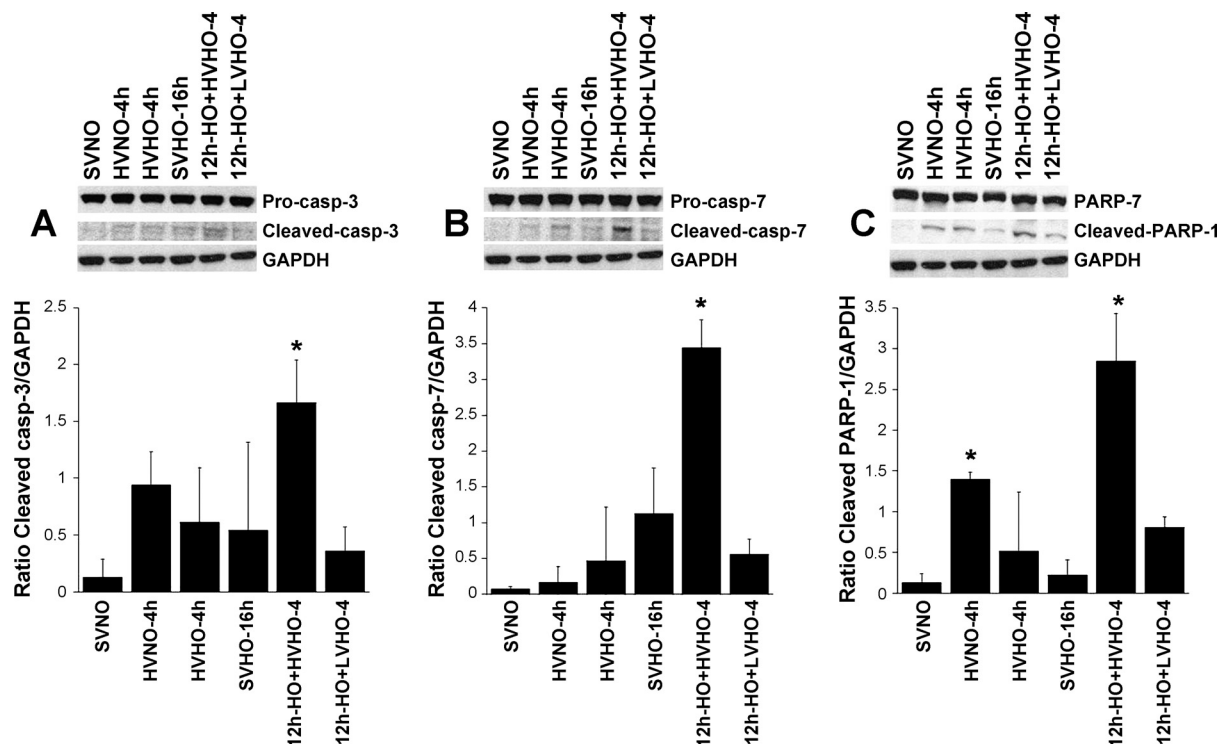 SVNO
HVNO-4h
HVHO-4h
SVHO-16h
12h-HO+HVHO-4
12h-HO+LVHO-4
A
Pro-casp-3
Cleaved-casp-3
GAPDH
Ratio Cleaved casp-3/GAPDH
2.5
2
1.5
1
0.5
0
*
SVNO
HVNO-4h
HVHO-4h
SVHO-16h
12h-HO+HVHO-4
12h-HO+LVHO-4
SVNO
HVNO-4h
HVHO-4h
SVHO-16h
12h-HO+HVHO-4
12h-HO+LVHO-4
B
Pro-casp-7
Cleaved-casp-7
GAPDH
Ratio Cleaved casp-7/GAPDH
4
3.5
3
2.5
2
1.5
1
0.5
0
*
SVNO
HVNO-4h
HVHO-4h
SVHO-16h
12h-HO+HVHO-4
12h-HO+LVHO-4
SVNO
HVNO-4h
HVHO-4h
SVHO-16h
12h-HO+HVHO-4
12h-HO+LVHO-4
C
PARP-7
Cleaved-PARP-1
GAPDH
Ratio Cleaved PARP-1/GAPDH
3.5
3
2.5
2
1.5
1
0.5
0
*
*
SVNO
HVNO-4h
HVHO-4h
SVHO-16h
12h-HO+HVHO-4
12h-HO+LVHO-4